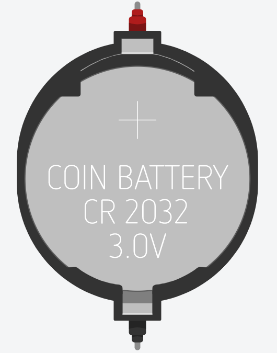 +
COIN BATTERY
CR 2032
3.0V